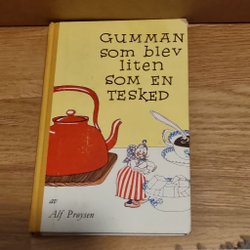 GUMMAN
som blev
liten
SOM EN
TESKED
av
Alf Prøysen